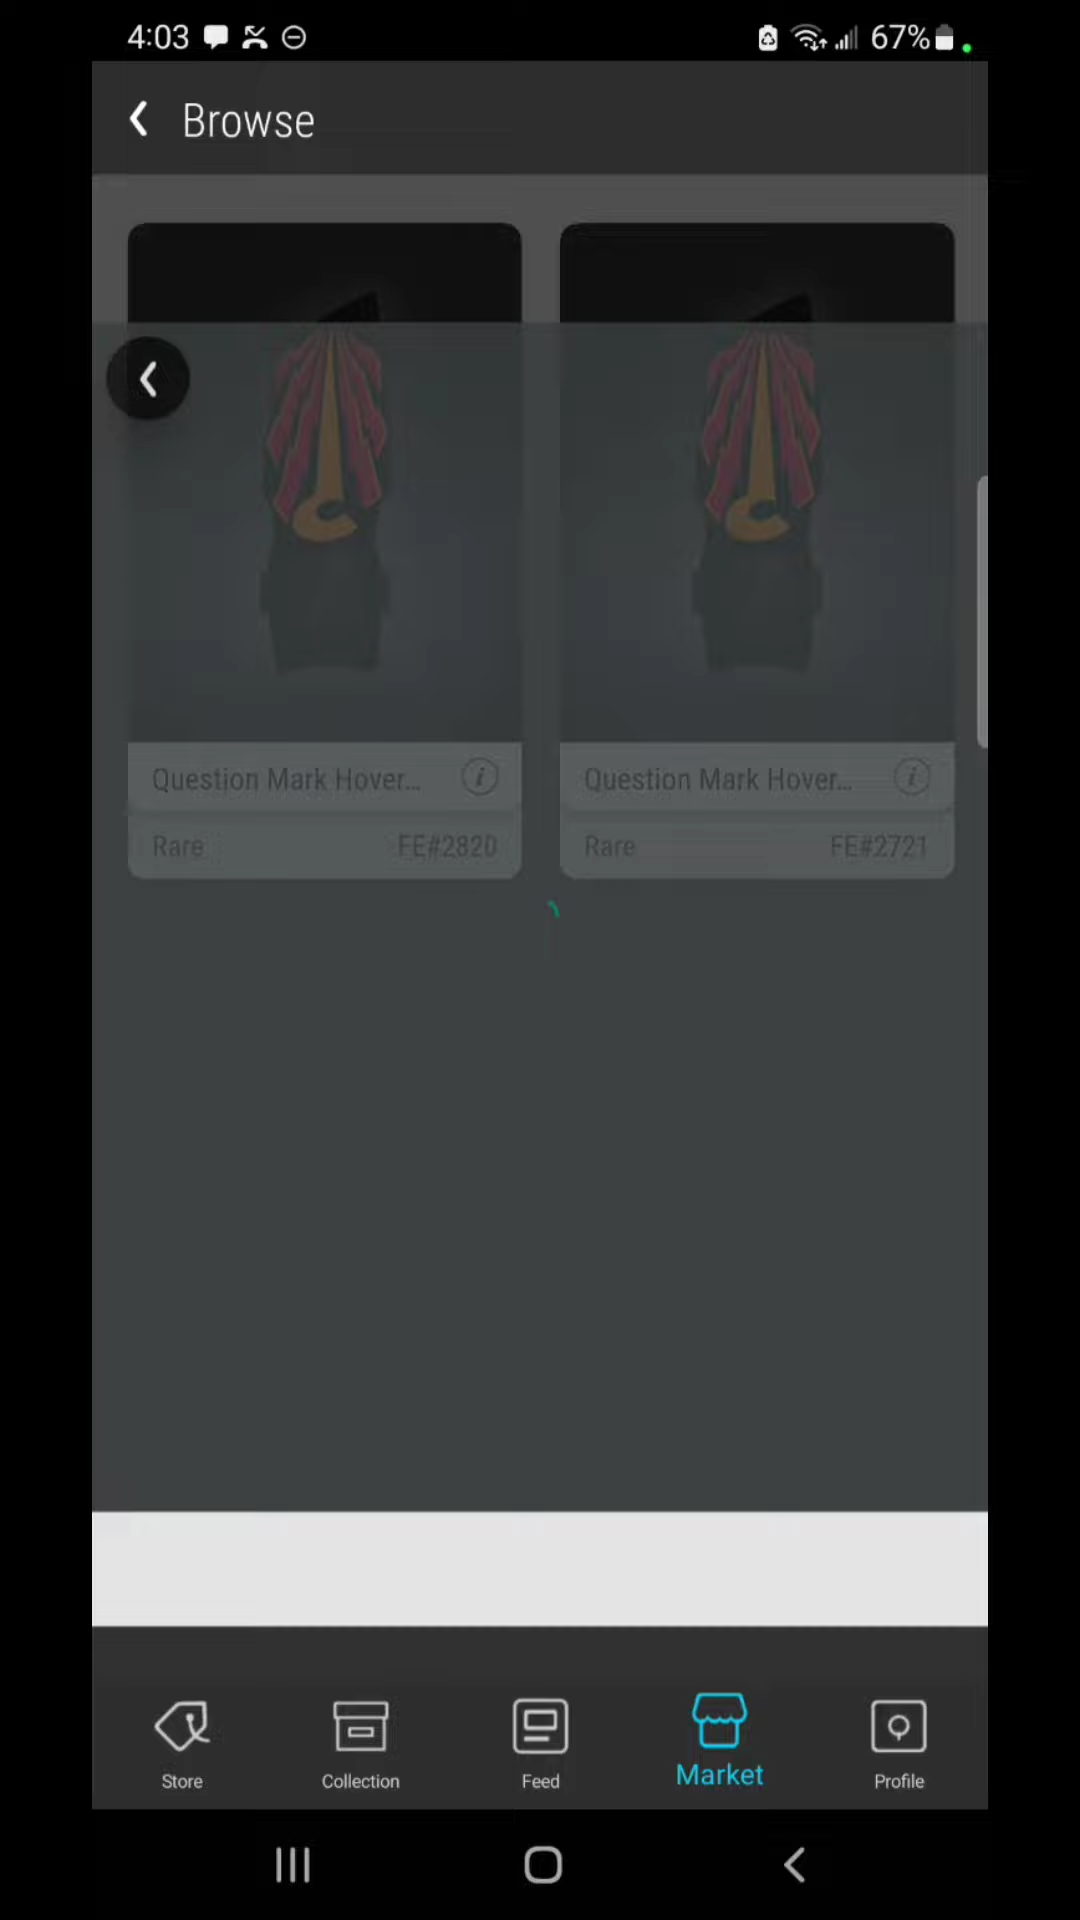 4:03 67%
Browse
Question Mark Hover... Question Mark Hover...
Rare FE#2820 Rare FE#2721
Store Collection Feed Market Profile